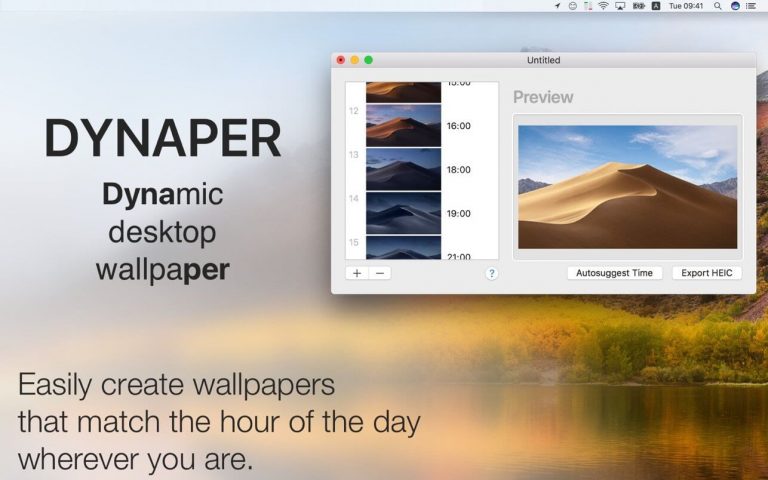 Tue 09:41
Untitled
DYNAPER
Dynamic
desktop
wallpaper
15:00
12
16:00
13
18:00
14
19:00
15
21:00
Preview
+ −
?
Autosuggest Time
Export HEIC
Easily create wallpapers
that match the hour of the day
wherever you are.